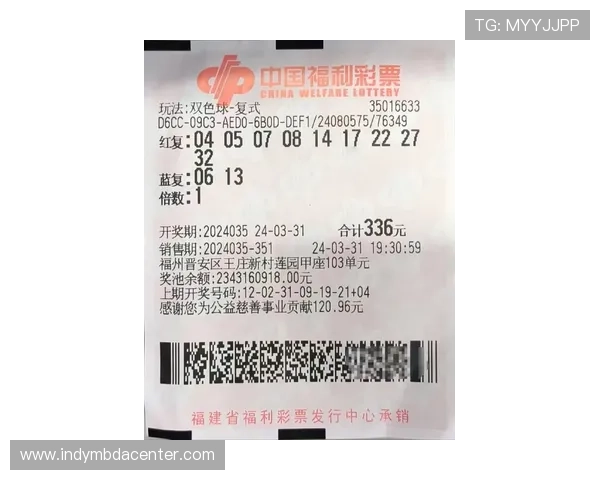 TG: MYYJJPP
中国福利彩票
CHINA WELFARE LOTTERY
玩法:双色球-复式 35016633
D6CC-09C3-AED0-6B0D-DEF1/24080575/76349
红复:04 05 07 08 14 17 22 27
32
蓝复:06 13
倍数:1
开奖期:2024035 24-03-31 合计336元
销售期:2024035-351 24-03-31 19:30:59
福州晋安区王庄新村莲园甲座103单元
奖池余额:2343160918.00元
上期开奖号码:12-02-31-09-19-21+04
感谢您为公益慈善事业贡献120.96元
福建省福利彩票发行中心承销
www.indymbdacenter.com